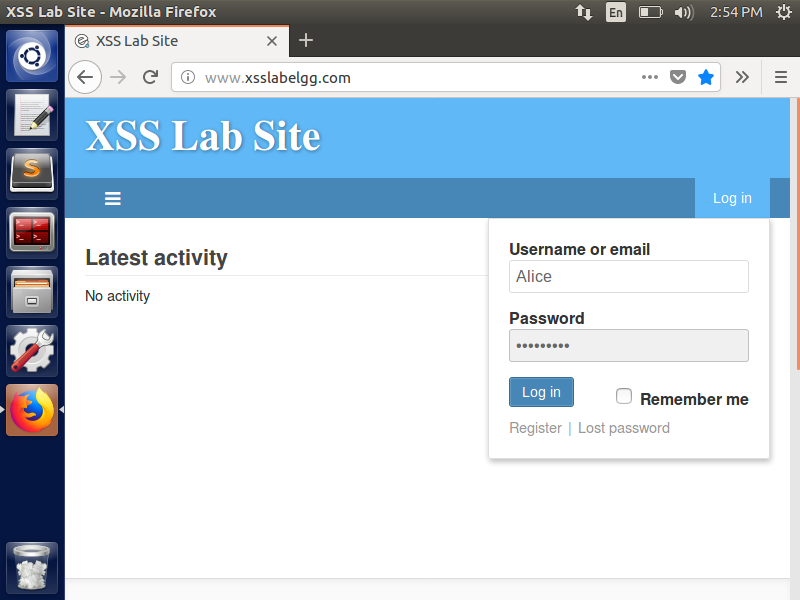 XSS Lab Site - Mozilla Firefox
En
2:54 PM
XSS Lab Site
www.xsslabelgg.com
XSS Lab Site
Log in
Latest activity
No activity
Username or email
Alice
Password
•••••••••
Log in
Remember me
Register | Lost password